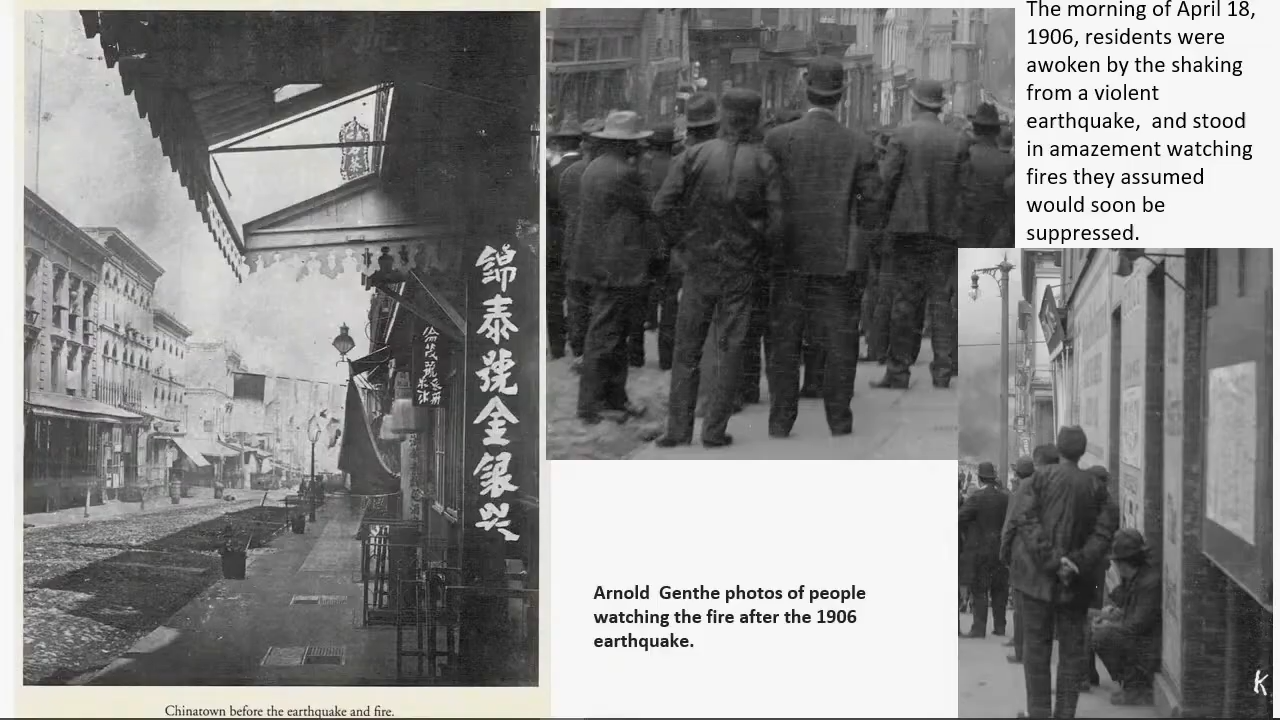 The morning of April 18,
1906, residents were
awoken by the shaking
from a violent
earthquake,  and stood
in amazement watching
fires they assumed
would soon be
suppressed.
錦泰號金銀
Arnold  Genthe photos of people
watching the fire after the 1906
earthquake.
K
Chinatown before the earthquake and fire.